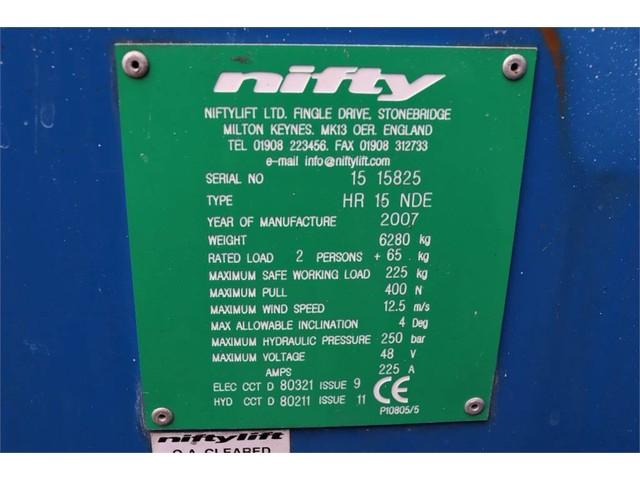 nifty
NIFTYLIFT LTD. FINGLE DRIVE, STONEBRIDGE
MILTON KEYNES. MK13 OER. ENGLAND
TEL 01908 223456. FAX 01908 312733
e-mail info@niftylift.com
SERIAL NO 15 15825
TYPE HR 15 NDE
YEAR OF MANUFACTURE 2007
WEIGHT 6280 kg
RATED LOAD 2 PERSONS + 65 kg
MAXIMUM SAFE WORKING LOAD 225 kg
MAXIMUM PULL 400 N
MAXIMUM WIND SPEED 12.5 m/s
MAX ALLOWABLE INCLINATION 4 Deg
MAXIMUM HYDRAULIC PRESSURE 250 bar
MAXIMUM VOLTAGE 48 V
AMPS 225 A
ELEC CCT D 80321 ISSUE 9
HYD CCT D 80211 ISSUE 11
CE
P10805/5
niftylift
Q.A. CLEARED